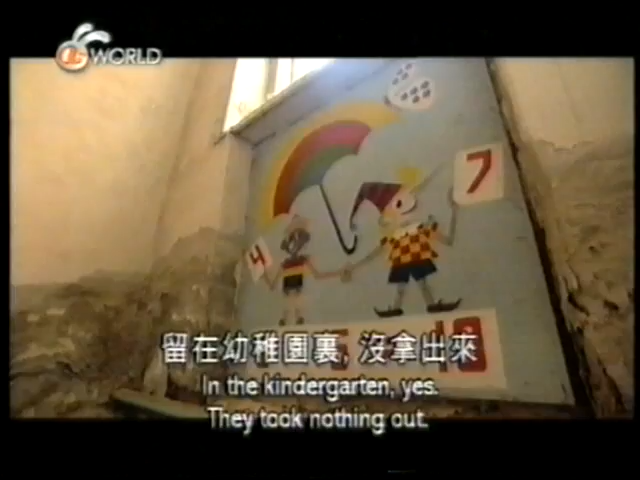 WORLD
7
4
10
留在幼稚園裏, 沒拿出來
In the kindergarten, yes.
They took nothing out.